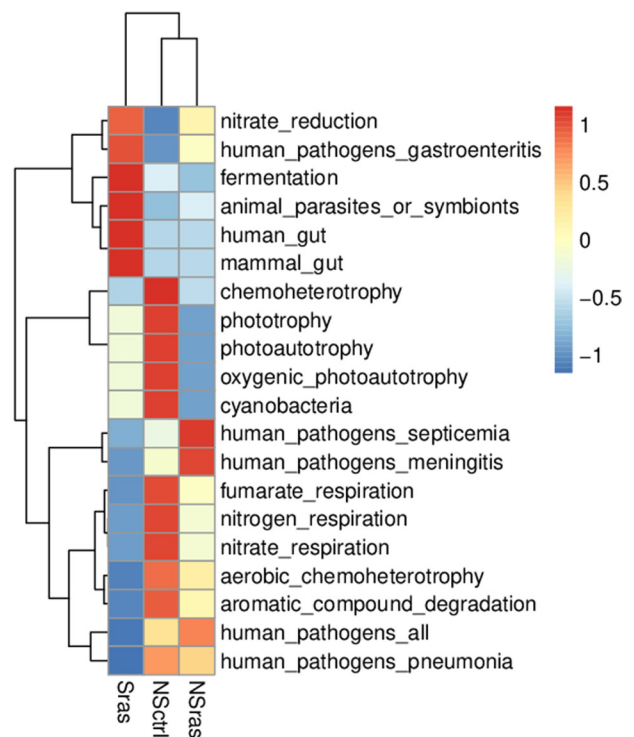 nitrate_reduction
human_pathogens_gastroenteritis
fermentation
animal_parasites_or_symbionts
human_gut
mammal_gut
chemoheterotrophy
phototrophy
photoautotrophy
oxygenic_photoautotrophy
cyanobacteria
human_pathogens_septicemia
human_pathogens_meningitis
fumarate_respiration
nitrogen_respiration
nitrate_respiration
aerobic_chemoheterotrophy
aromatic_compound_degradation
human_pathogens_all
human_pathogens_pneumonia
Sras
NSctrl
NSras
1
0.5
0
−0.5
−1